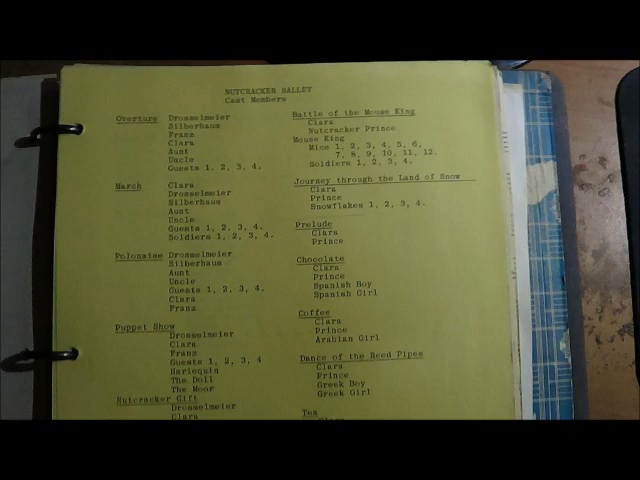 NUTCRACKER BALLET
Cast Members
Overture Drosselmeier
Silberhaus
Franz
Clara
Aunt
Uncle
Guests 1, 2, 3, 4.
March Clara
Drosselmeier
Silberhaus
Aunt
Uncle
Guests 1, 2, 3, 4.
Soldiers 1, 2, 3, 4.
Polonaise Drosselmeier
Silberhaus
Aunt
Uncle
Guests 1, 2, 3, 4.
Clara
Franz
Puppet Show
Drosselmeier
Clara
Franz
Guests 1, 2, 3, 4
Harlequin
The Doll
The Moor
Nutcracker Gift
Drosselmeier
Clara
Battle of the Mouse King
Clara
Nutcracker Prince
Mouse King
Mice 1, 2, 3, 4, 5, 6,
7, 8, 9, 10, 11, 12.
Soldiers 1, 2, 3, 4.
Journey through the Land of Snow
Clara
Prince
Snowflakes 1, 2, 3, 4.
Prelude
Clara
Prince
Chocolate
Clara
Prince
Spanish Boy
Spanish Girl
Coffee
Clara
Prince
Arabian Girl
Dance of the Reed Pipes
Clara
Prince
Greek Boy
Greek Girl
Tea